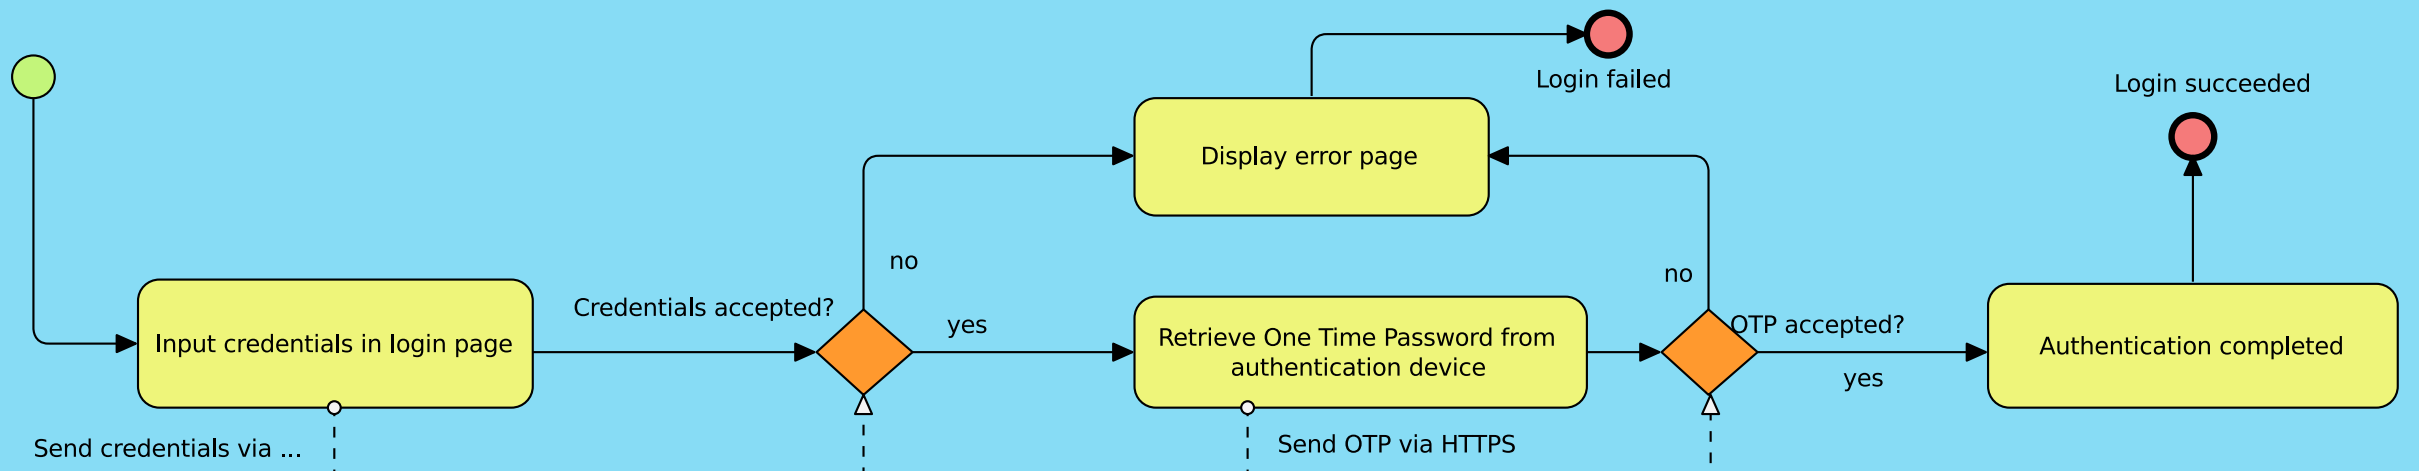 Login failed
Login succeeded
Display error page
no
no
Credentials accepted?
yes
OTP accepted?
Input credentials in login page
Retrieve One Time Password from
authentication device
Authentication completed
yes
Send credentials via ...
Send OTP via HTTPS